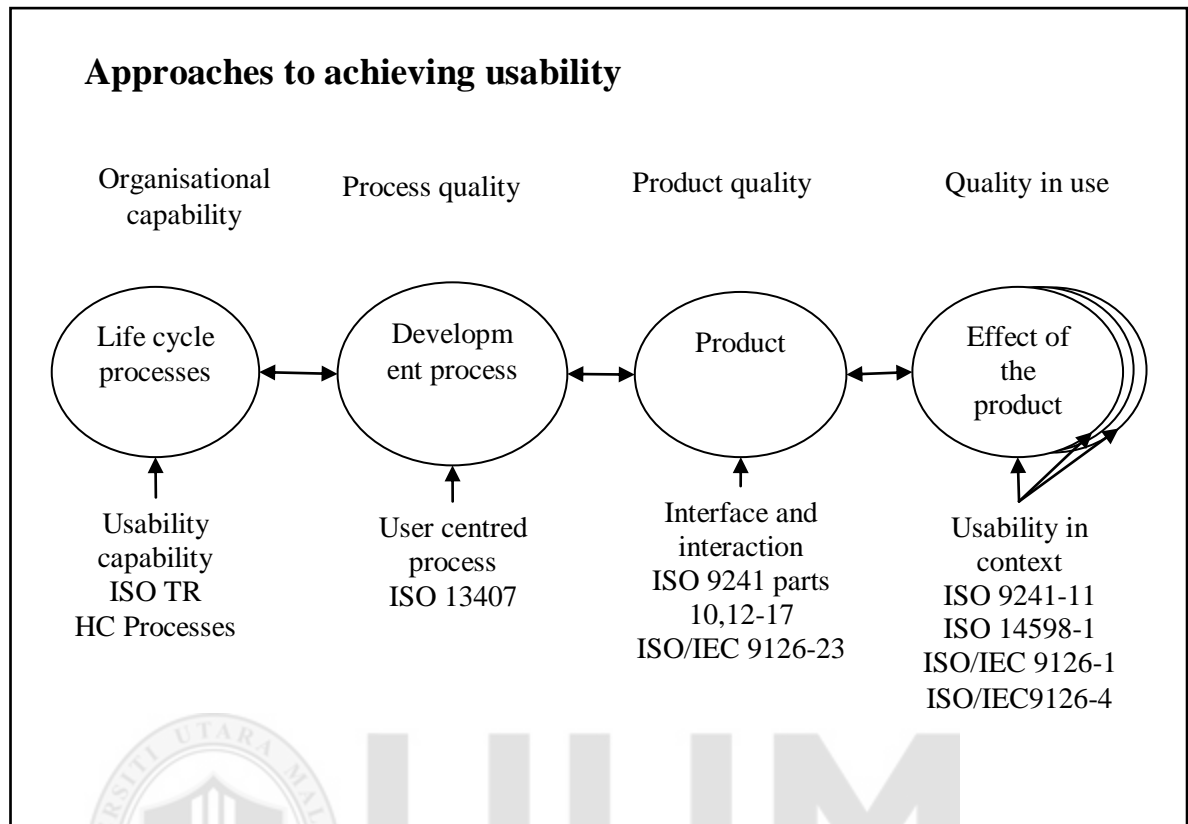 Approaches to achieving usability
Organisational
capability
Process quality
Product quality
Quality in use
Life cycle
processes
Developm
ent process
Product
Effect of
the
product
Usability
capability
ISO TR
HC Processes
User centred
process
ISO 13407
Interface and
interaction
ISO 9241 parts
10,12-17
ISO/IEC 9126-23
Usability in
context
ISO 9241-11
ISO 14598-1
ISO/IEC 9126-1
ISO/IEC9126-4
UTARA